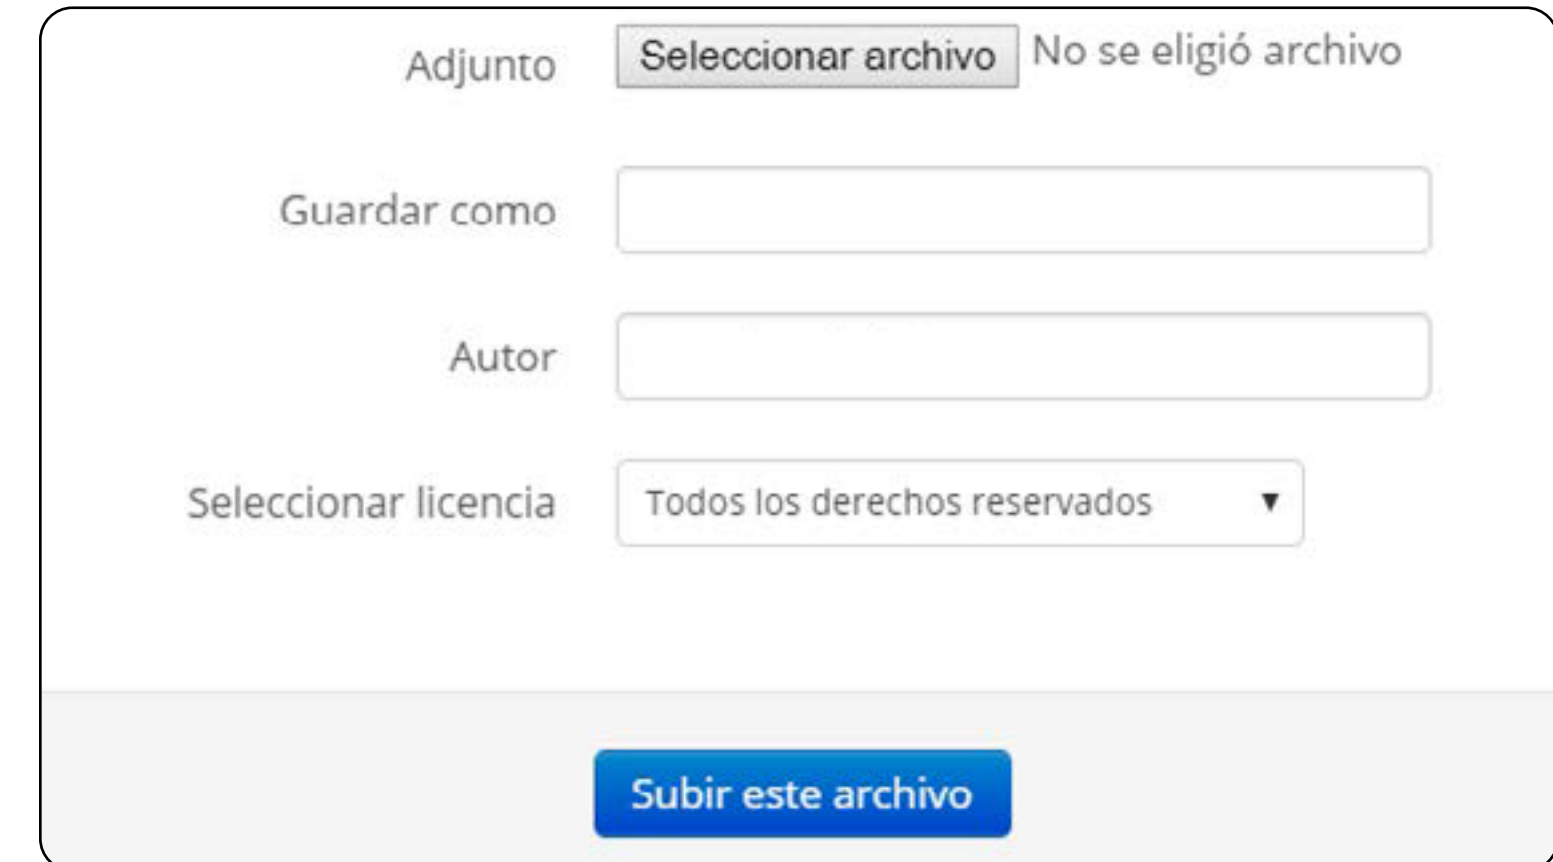 Adjunto Seleccionar archivo No se eligió archivo
Guardar como
Autor
Seleccionar licencia Todos los derechos reservados ▼
Subir este archivo